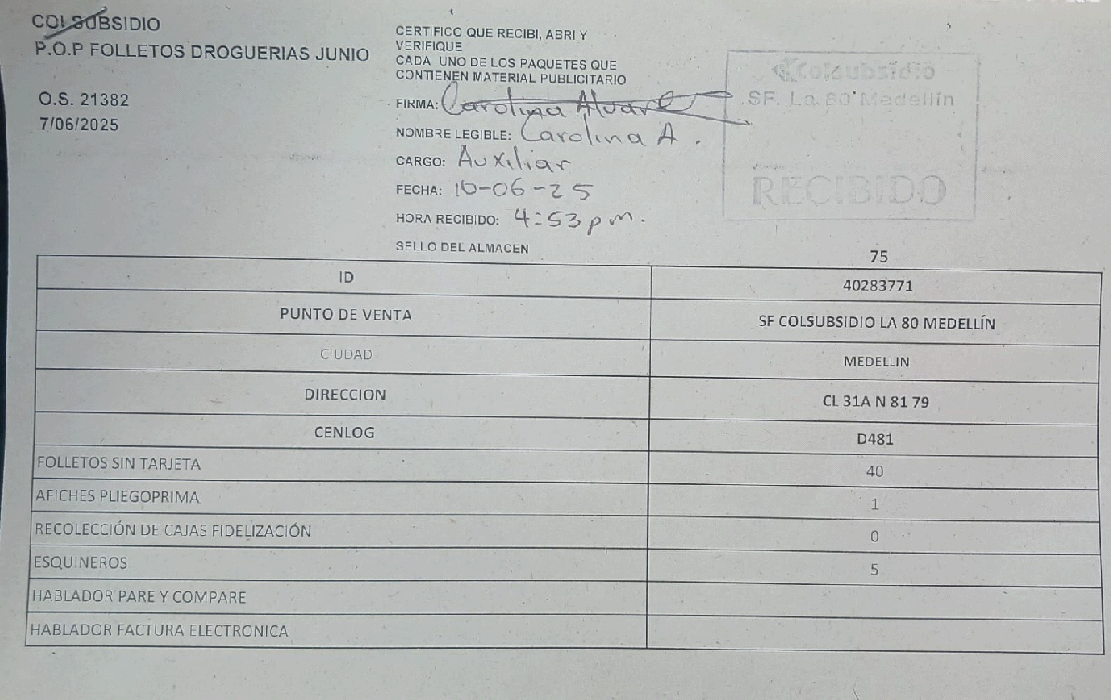 COLSUBSIDIO
P.O.P FOLLETOS DROGUERIAS JUNIO
O.S. 21382
7/06/2025
CERTIFICO QUE RECIBI, ABRI Y
VERIFIQUE
CADA UNO DE LOS PAQUETES QUE
CONTIENEN MATERIAL PUBLICITARIO
FIRMA: Carolina Alvarez
NOMBRE LEGIBLE: Carolina A.
CARGO: Auxiliar
FECHA: 10-06-25
HORA RECIBIDO: 4:53 pm.
SELLO DEL ALMACEN
Colsubsidio
SF. La 80 Medellín
RECIBIDO
75
ID 40283771
PUNTO DE VENTA SF COLSUBSIDIO LA 80 MEDELLÍN
CIUDAD MEDELLIN
DIRECCION CL 31A N 81 79
CENLOG D481
FOLLETOS SIN TARJETA 40
AFICHES PLIEGOPRIMA 1
RECOLECCIÓN DE CAJAS FIDELIZACIÓN 0
ESQUINEROS 5
HABLADOR PARE Y COMPARE
HABLADOR FACTURA ELECTRONICA